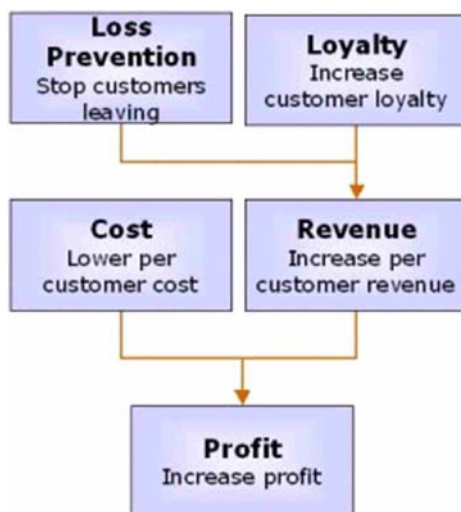 Loss
Prevention
Stop customers
leaving
Loyalty
Increase
customer loyalty
Cost
Lower per
customer cost
Revenue
Increase per
customer revenue
Profit
Increase profit